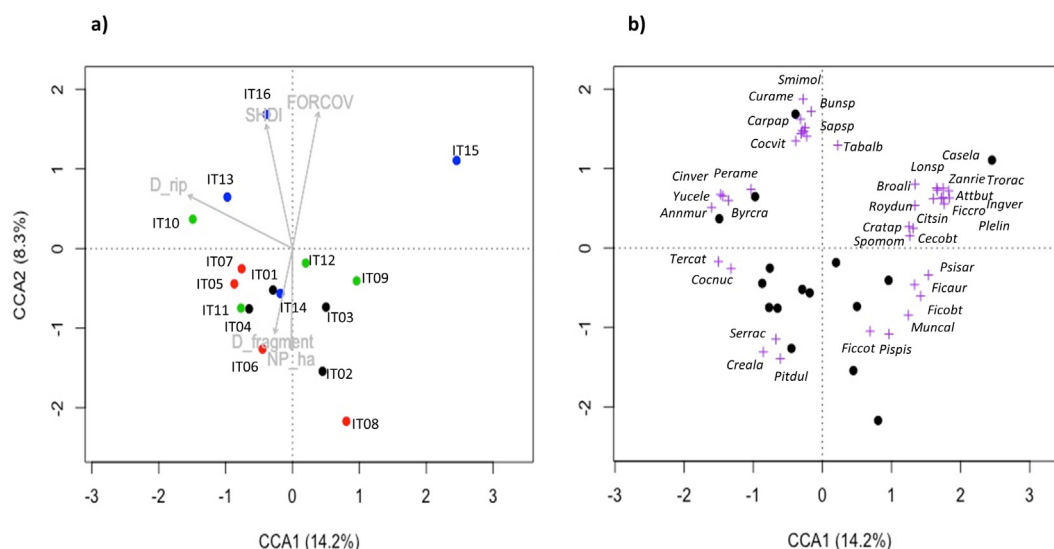 a)
CCA2 (8.3%)
2
1
0
-1
-2
IT16
SHDI
FORCOV
IT15
D_rip
IT13
IT10
IT12
IT07
IT01
IT09
IT05
IT11
IT14
IT04
IT03
D_fragment
NP_ha
IT06
IT02
IT08
-3 -2 -1 0 1 2 3
CCA1 (14.2%)
b)
2
1
0
-1
-2
Smimol
Curame
Bunsp
Carpap
Sapsp
Cocvit
Tabalb
Casela
Lonsp
Cinver Perame
Zanrie Trorac
Broali
Attbut
Yucele
Roydun
Ingver
Ficcro
Annmur
Byrcra
Citsin
Plelin
Cratap
Spomom
Cecobt
Tercat
Psisar
Cocnuc
Ficaur
Ficobt
Muncal
Serrac
Ficcot
Pispis
Creala
Pitdul
-3 -2 -1 0 1 2 3
CCA1 (14.2%)